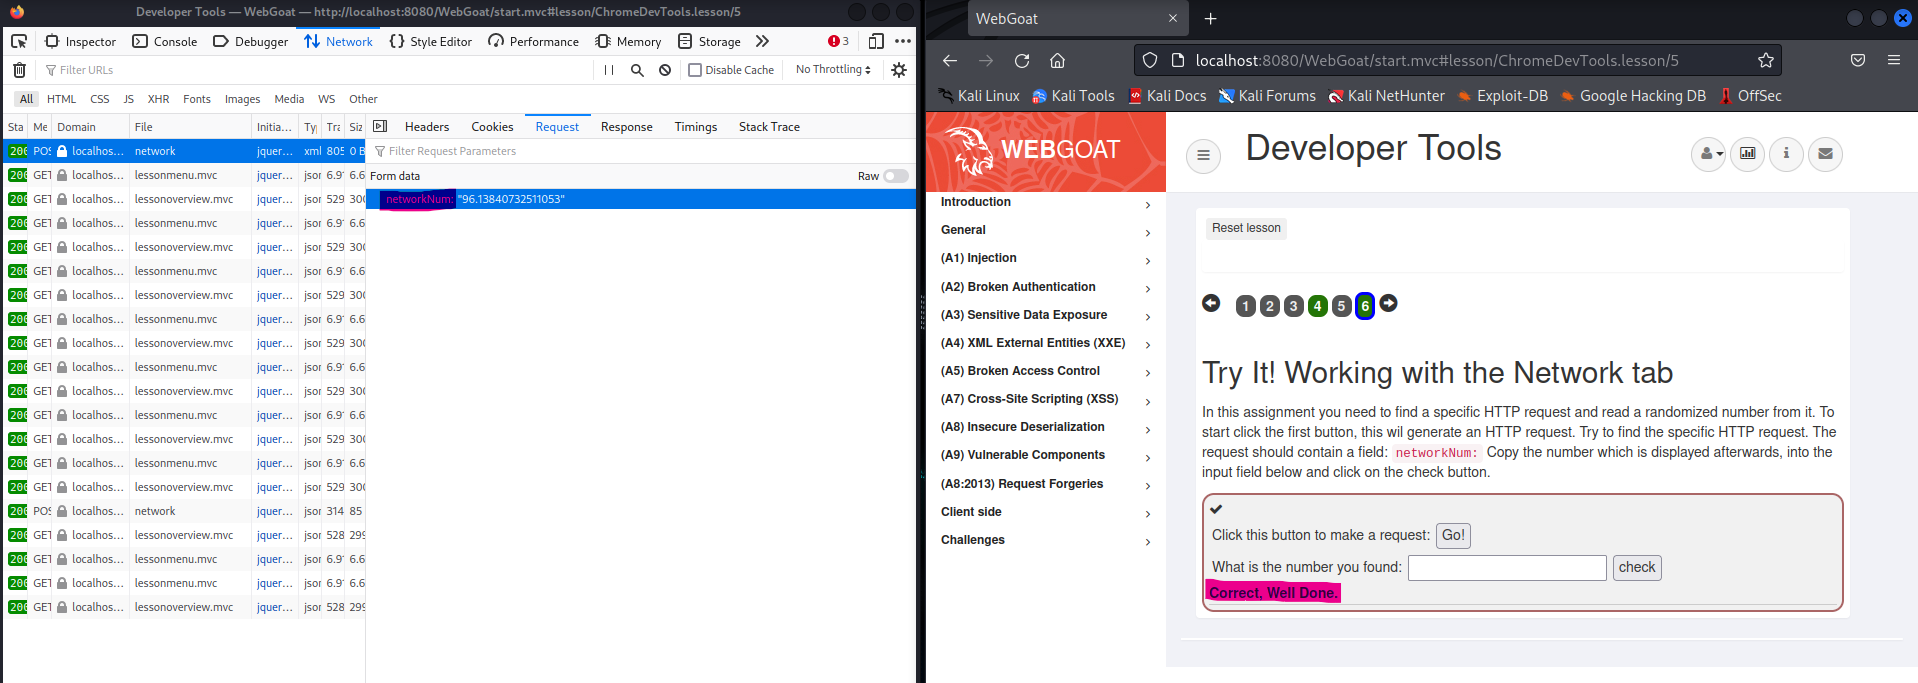 Developer Tools — WebGoat — http://localhost:8080/WebGoat/start.mvc#lesson/ChromeDevTools.lesson/5
Inspector Console Debugger Network Style Editor Performance Memory Storage 3
Filter URLs Disable Cache No Throttling
All HTML CSS JS XHR Fonts Images Media WS Other
Sta Me Domain File Initia... Ty Tra Siz
Headers Cookies Request Response Timings Stack Trace
200 POS localhos... network jquer... xml 805 0 B
200 GET localhos... lessonmenu.mvc jquer... json 6.91 6.6
200 GET localhos... lessonoverview.mvc jquer... json 529 300
200 GET localhos... lessonmenu.mvc jquer... json 6.91 6.6
200 GET localhos... lessonoverview.mvc jquer... json 529 300
200 GET localhos... lessonmenu.mvc jquer... json 6.91 6.6
200 GET localhos... lessonoverview.mvc jquer... json 529 300
200 GET localhos... lessonmenu.mvc jquer... json 6.91 6.6
200 GET localhos... lessonoverview.mvc jquer... json 529 300
200 GET localhos... lessonmenu.mvc jquer... json 6.91 6.6
200 GET localhos... lessonoverview.mvc jquer... json 529 300
200 GET localhos... lessonmenu.mvc jquer... json 6.91 6.6
200 GET localhos... lessonoverview.mvc jquer... json 529 300
200 GET localhos... lessonmenu.mvc jquer... json 6.91 6.6
200 GET localhos... lessonoverview.mvc jquer... json 529 300
200 POS localhos... network jquer... json 314 85
200 GET localhos... lessonoverview.mvc jquer... json 528 299
200 GET localhos... lessonmenu.mvc jquer... json 6.91 6.6
200 GET localhos... lessonmenu.mvc jquer... json 6.91 6.6
200 GET localhos... lessonoverview.mvc jquer... json 528 299
Filter Request Parameters
Form data Raw
networkNum: "96.13840732511053"
WebGoat
localhost:8080/WebGoat/start.mvc#lesson/ChromeDevTools.lesson/5
Kali Linux Kali Tools Kali Docs Kali Forums Kali NetHunter Exploit-DB Google Hacking DB OffSec
WEBGOAT
Introduction
General
(A1) Injection
(A2) Broken Authentication
(A3) Sensitive Data Exposure
(A4) XML External Entities (XXE)
(A5) Broken Access Control
(A7) Cross-Site Scripting (XSS)
(A8) Insecure Deserialization
(A9) Vulnerable Components
(A8:2013) Request Forgeries
Client side
Challenges
Developer Tools
Reset lesson
1 2 3 4 5 6
Try It! Working with the Network tab
In this assignment you need to find a specific HTTP request and read a randomized number from it. To
start click the first button, this wil generate an HTTP request. Try to find the specific HTTP request. The
request should contain a field: networkNum: Copy the number which is displayed afterwards, into the
input field below and click on the check button.
Click this button to make a request: Go!
What is the number you found: check
Correct, Well Done.